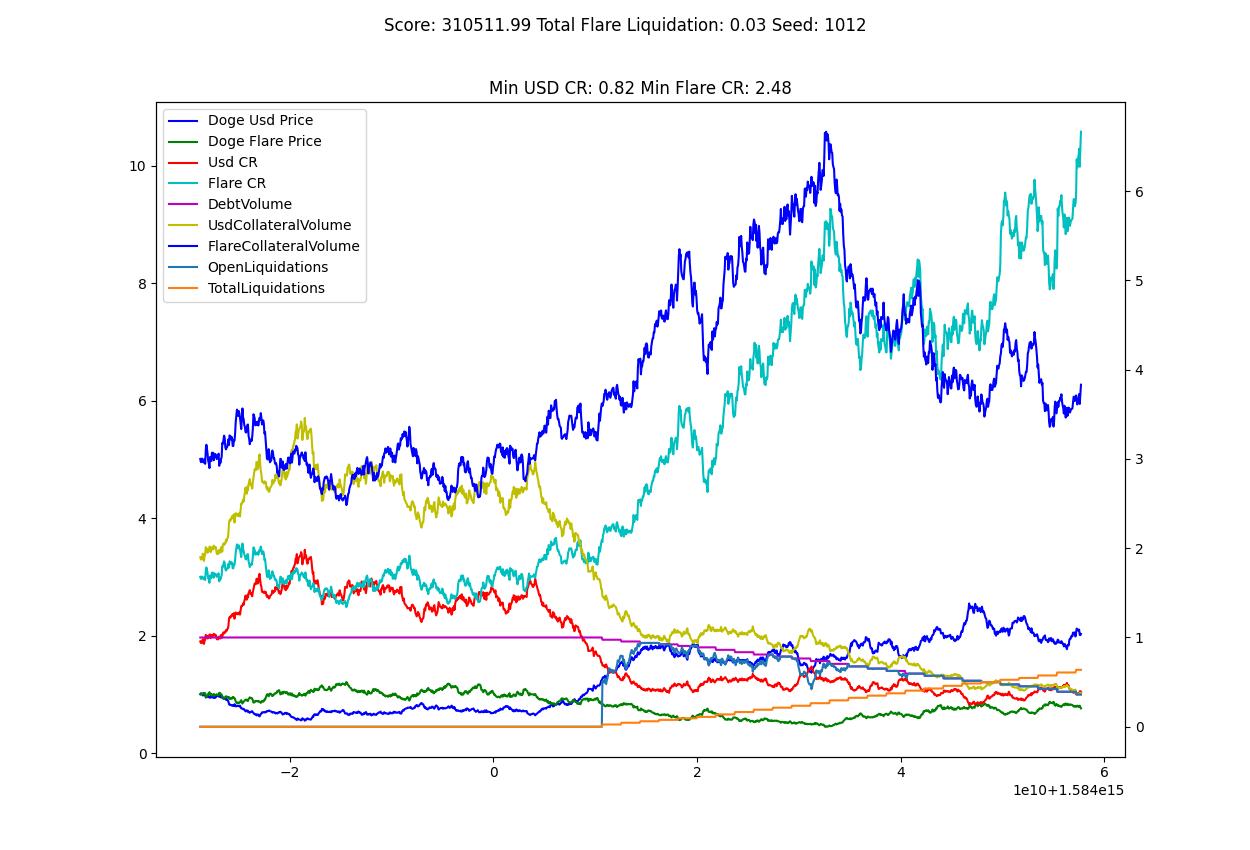 Score: 310511.99 Total Flare Liquidation: 0.03 Seed: 1012
Min USD CR: 0.82 Min Flare CR: 2.48
Doge Usd Price
Doge Flare Price
Usd CR
Flare CR
DebtVolume
UsdCollateralVolume
FlareCollateralVolume
OpenLiquidations
TotalLiquidations
10
8
6
4
2
0
6
5
4
3
2
1
0
−2 0 2 4 6
1e10+1.584e15